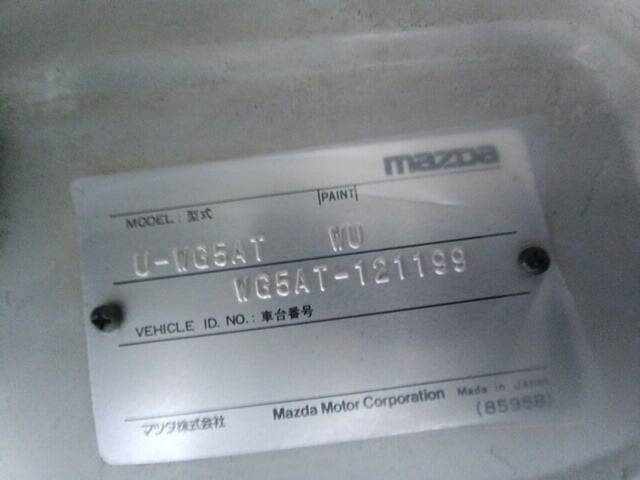 mazda
MODEL : 型式 PAINT
U-WG5AT WU
WG5AT-121199
VEHICLE ID. NO. : 車台番号
マツダ株式会社 Mazda Motor Corporation Made in Japan
(8595B)